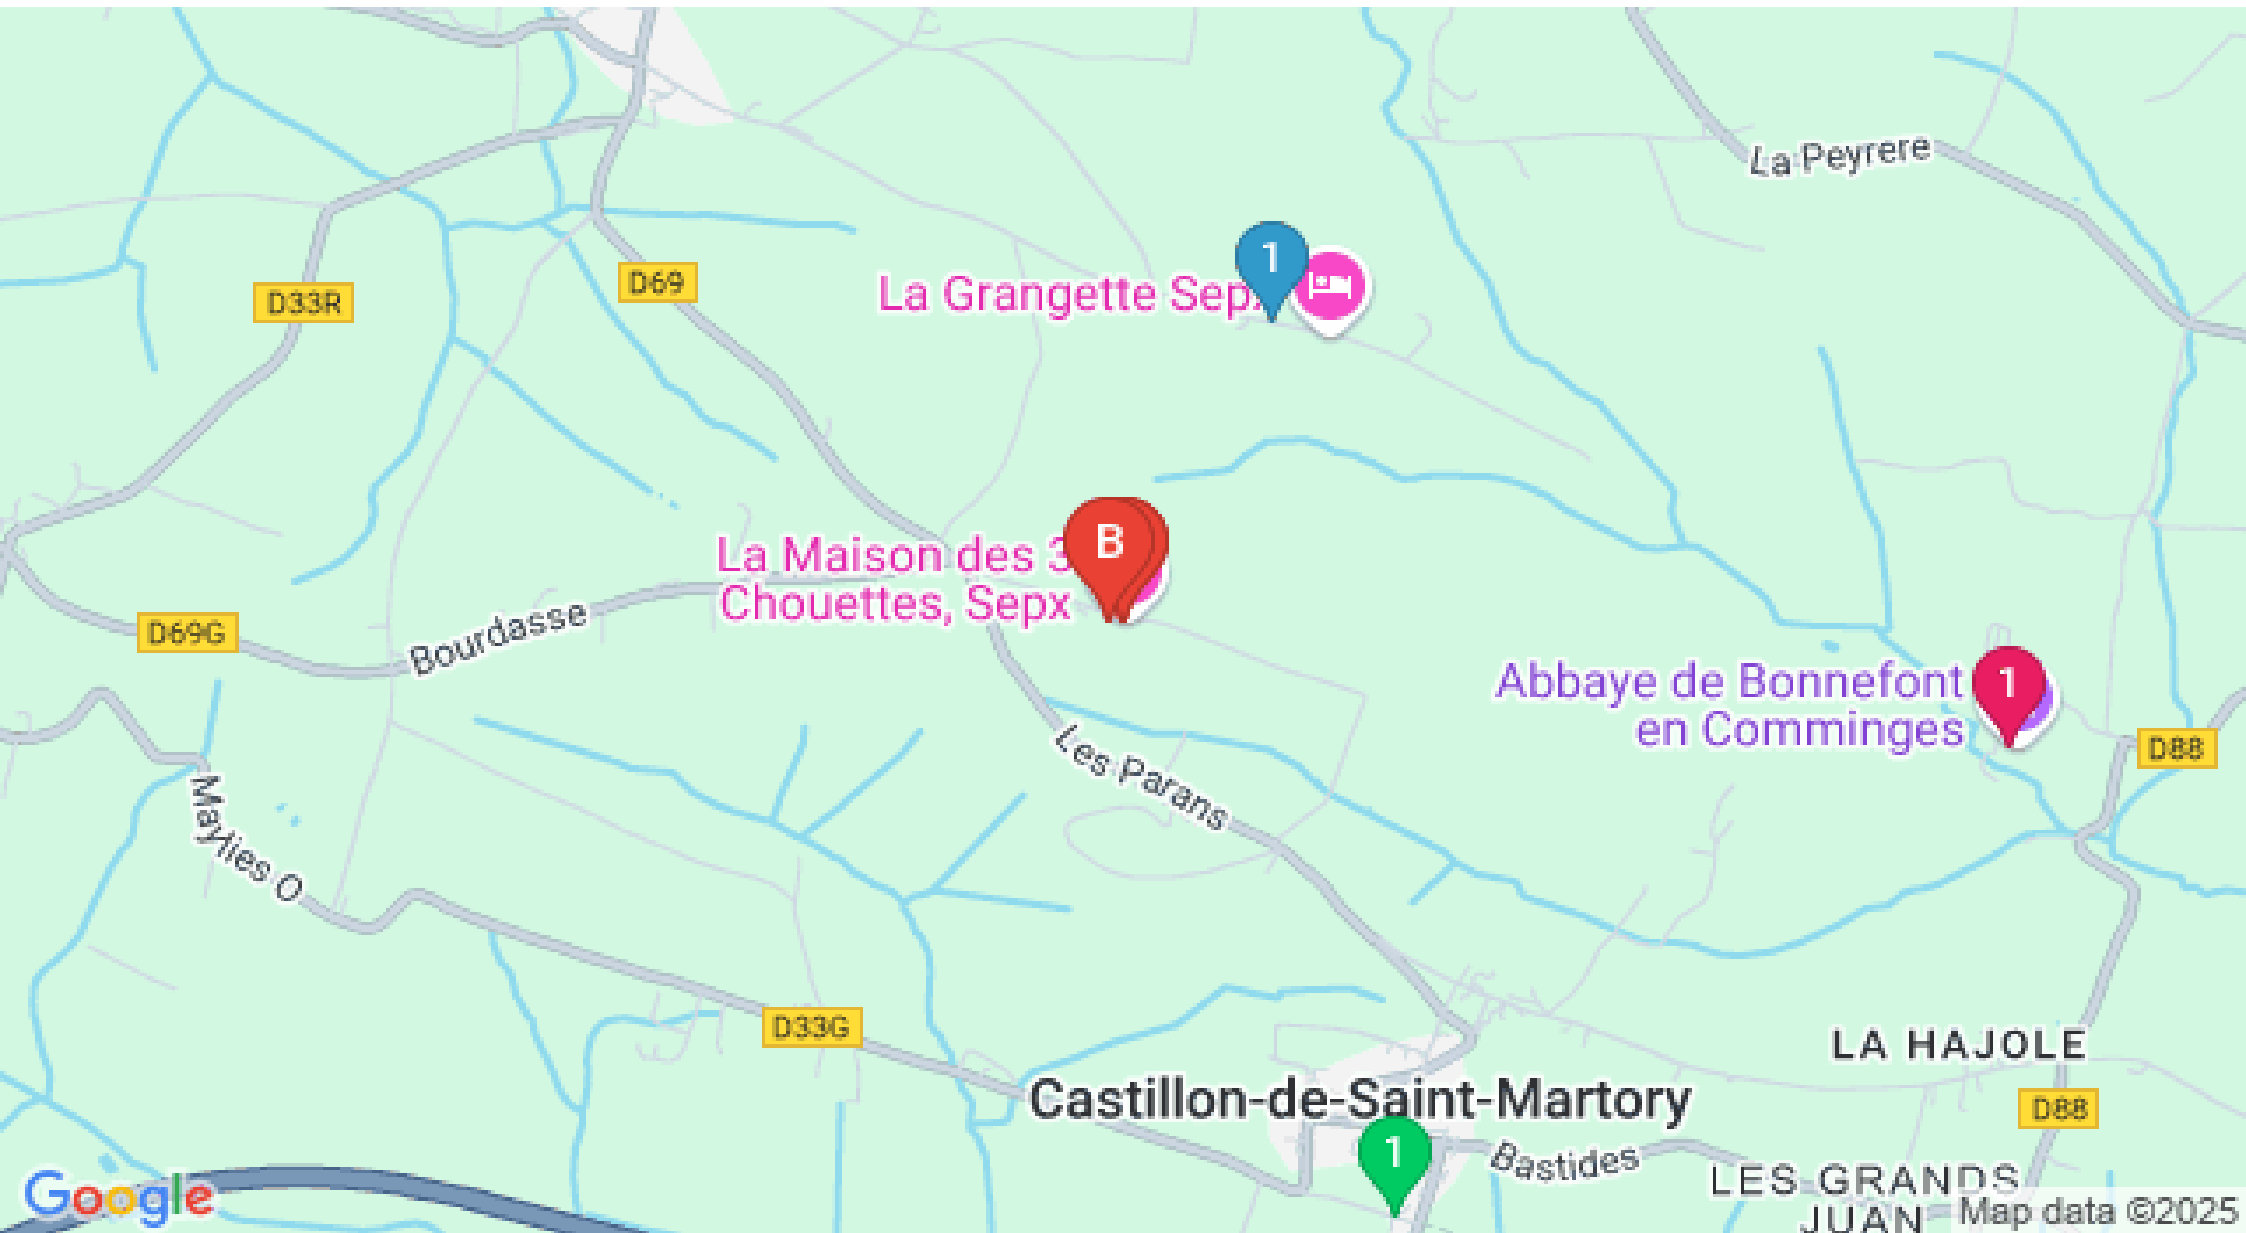 La Peyrere
1
La Grangette Sepx
D69
D33R
B
La Maison des 3
Chouettes, Sepx
D69G
Bourdasse
Abbaye de Bonnefont
en Comminges
1
D88
Les Parans
Maylies O
D33G
LA HAJOLE
Castillon-de-Saint-Martory
D88
1
Bastides
LES GRANDS
JUAN
Google
Map data ©2025